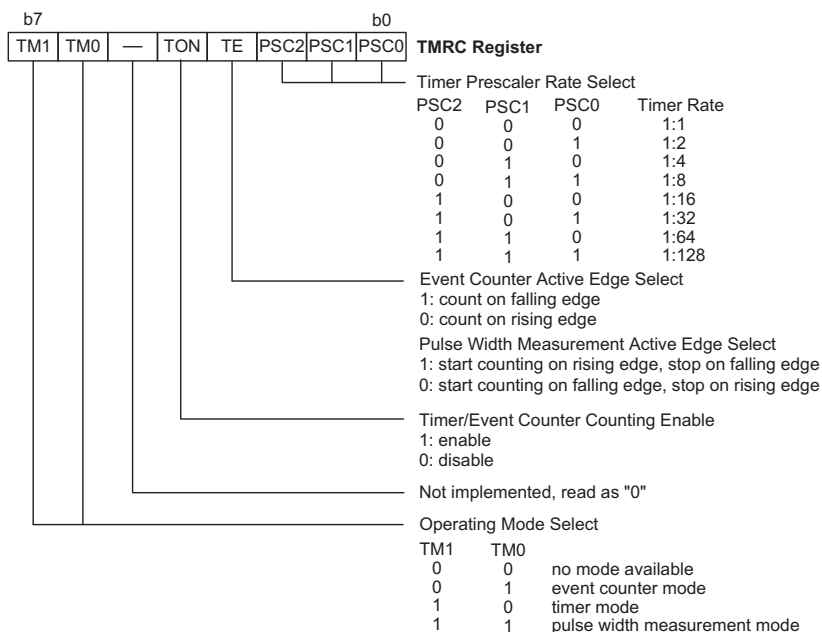 b7 b0
TM1 TM0 — TON TE PSC2 PSC1 PSC0 TMRC Register
Timer Prescaler Rate Select
PSC2 PSC1 PSC0 Timer Rate
0 0 0 1:1
0 0 1 1:2
0 1 0 1:4
0 1 1 1:8
1 0 0 1:16
1 0 1 1:32
1 1 0 1:64
1 1 1 1:128
Event Counter Active Edge Select
1: count on falling edge
0: count on rising edge
Pulse Width Measurement Active Edge Select
1: start counting on rising edge, stop on falling edge
0: start counting on falling edge, stop on rising edge
Timer/Event Counter Counting Enable
1: enable
0: disable
Not implemented, read as "0"
Operating Mode Select
TM1 TM0
0 0 no mode available
0 1 event counter mode
1 0 timer mode
1 1 pulse width measurement mode